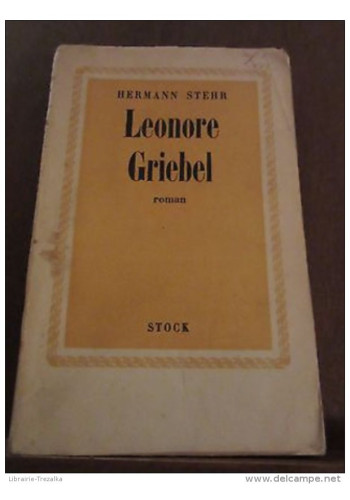 HERMANN STEHR
Leonore
Griebel
roman
STOCK
Librairie-Trezalka
www.delcampe.net